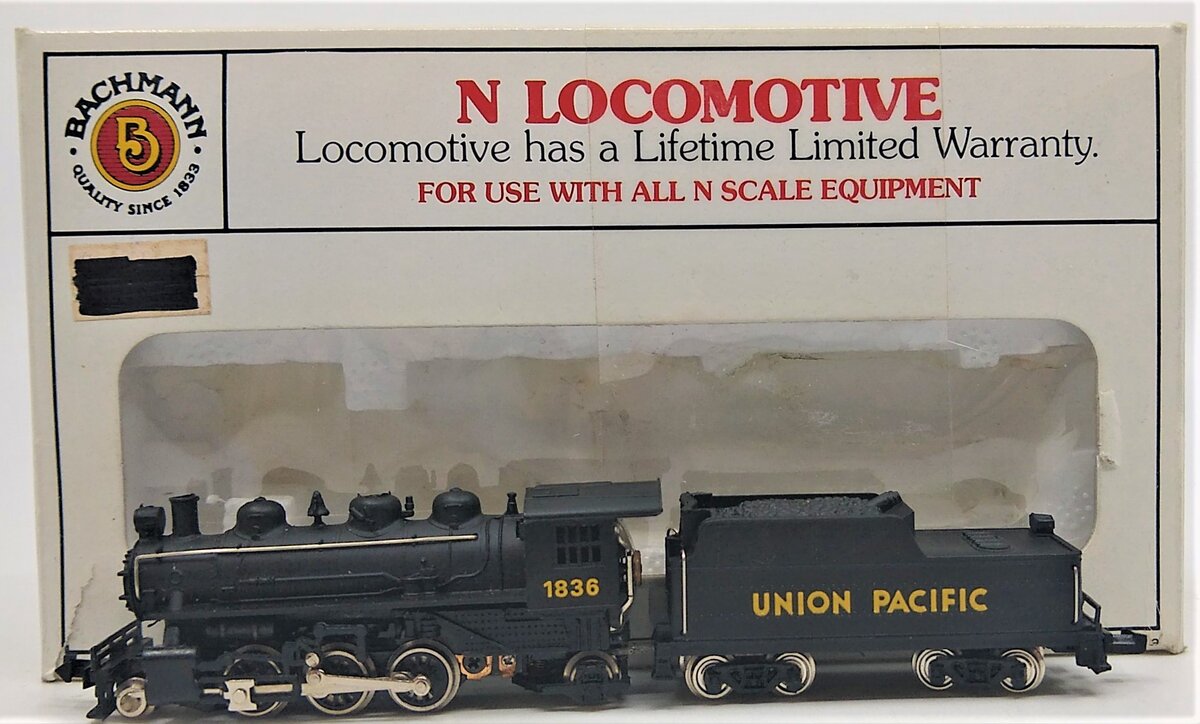 BACHMANN
B
QUALITY SINCE 1833
N LOCOMOTIVE
Locomotive has a Lifetime Limited Warranty.
FOR USE WITH ALL N SCALE EQUIPMENT
1836
UNION PACIFIC